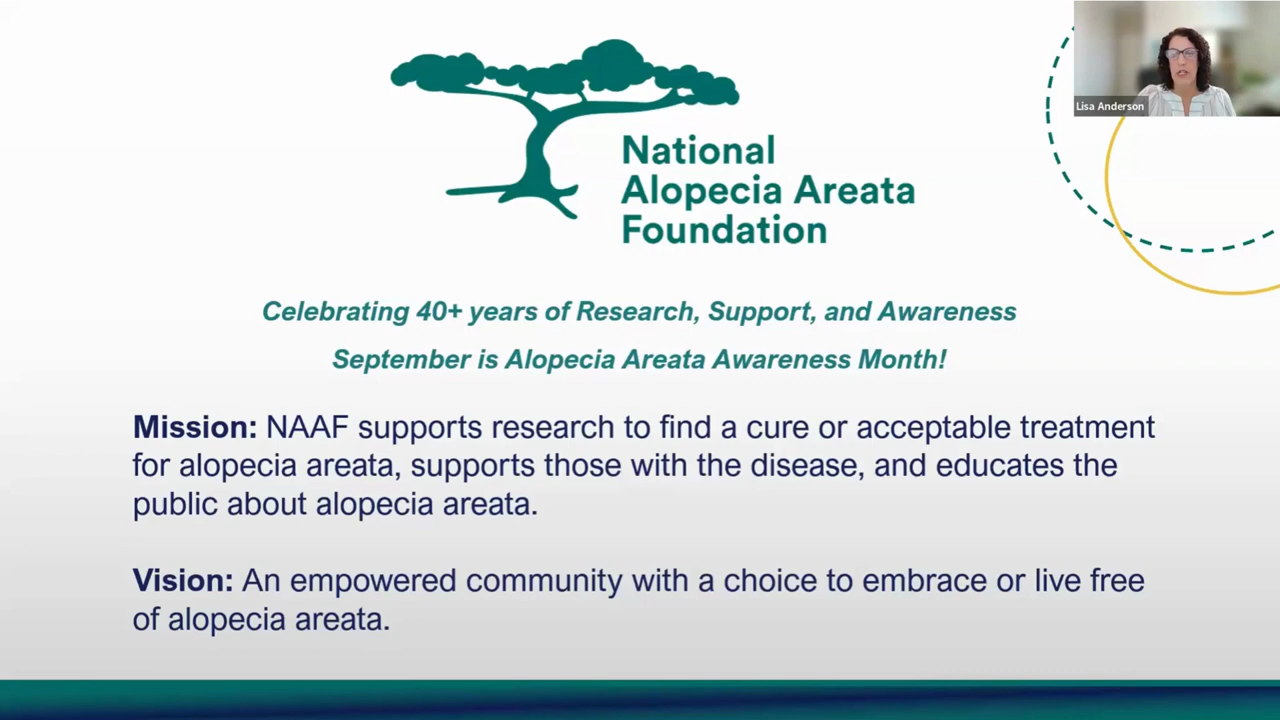 Lisa Anderson
National
Alopecia Areata
Foundation
Celebrating 40+ years of Research, Support, and Awareness
September is Alopecia Areata Awareness Month!
Mission: NAAF supports research to find a cure or acceptable treatment
for alopecia areata, supports those with the disease, and educates the
public about alopecia areata.
Vision: An empowered community with a choice to embrace or live free
of alopecia areata.